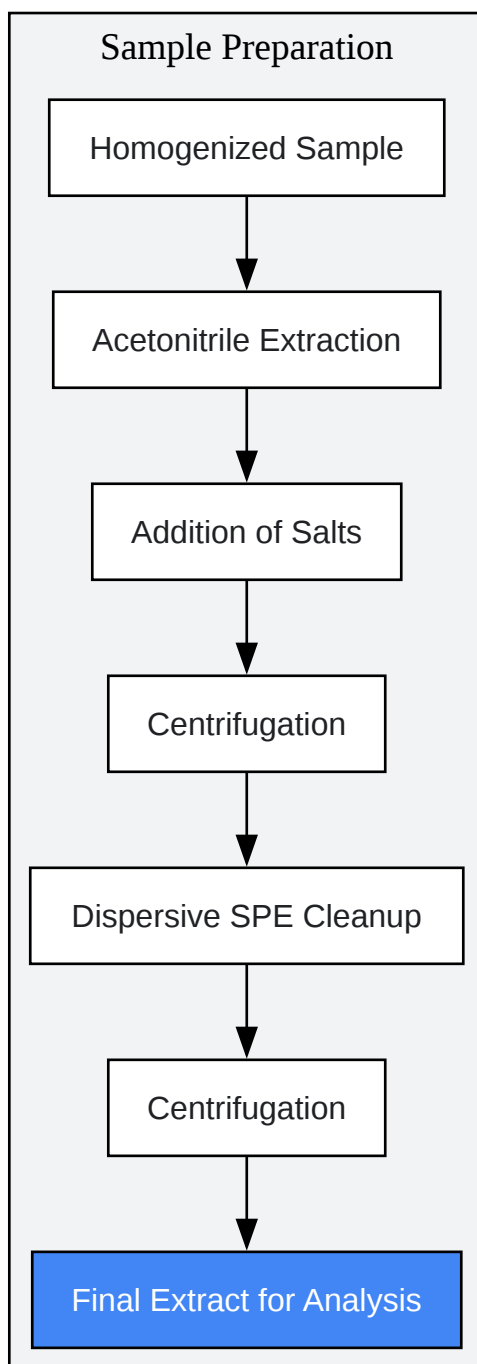 Sample Preparation
Homogenized Sample
Acetonitrile Extraction
Addition of Salts
Centrifugation
Dispersive SPE Cleanup
Centrifugation
Final Extract for Analysis